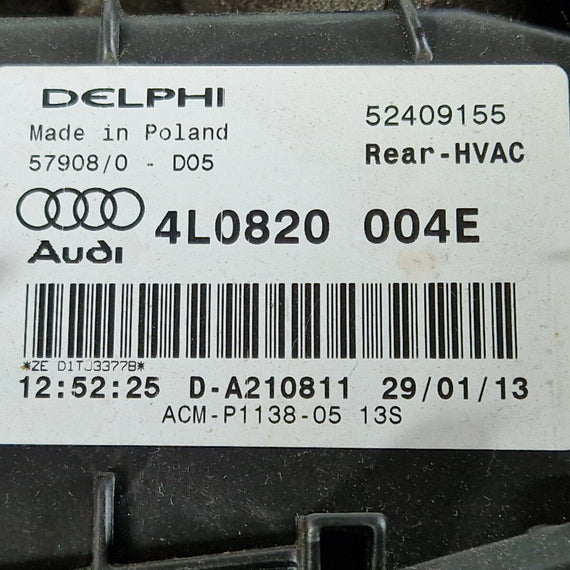 DELPHI
52409155
Made in Poland
57908/0 - D05
Rear-HVAC
Audi
4L0820 004E
*ZE D1TJ3377B*
12:52:25 D-A210811 29/01/13
ACM-P1138-05 13S